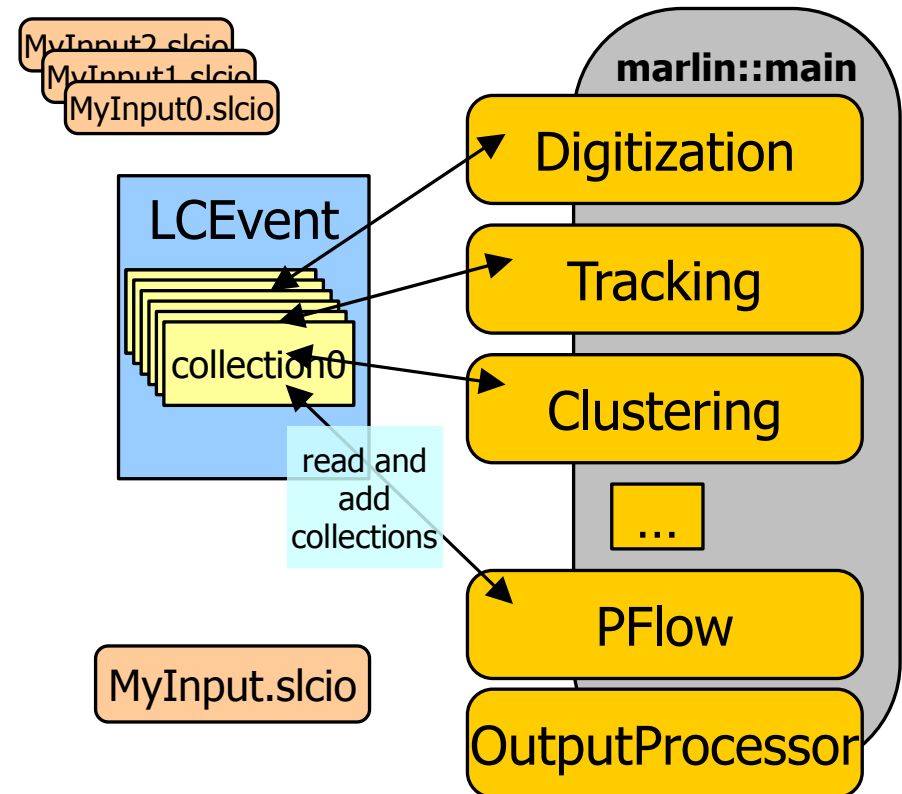 MyInput2.slcio
MyInput1.slcio
MyInput0.slcio
marlin::main
Digitization
LCEvent
Tracking
collection0
Clustering
read and
add
collections
...
PFlow
MyInput.slcio
OutputProcessor